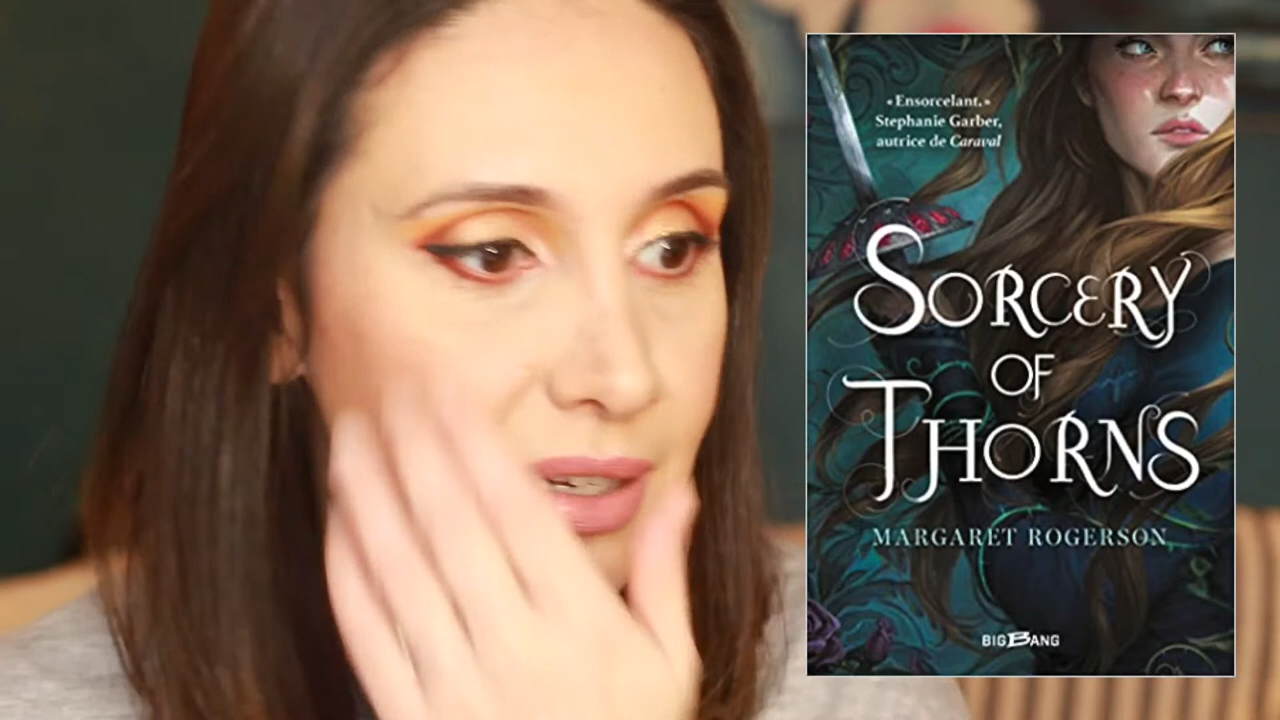 « Ensorcelant. »
Stephanie Garber,
autrice de Caraval
SORCERY
OF
THORNS
MARGARET ROGERSON
BIGBANG